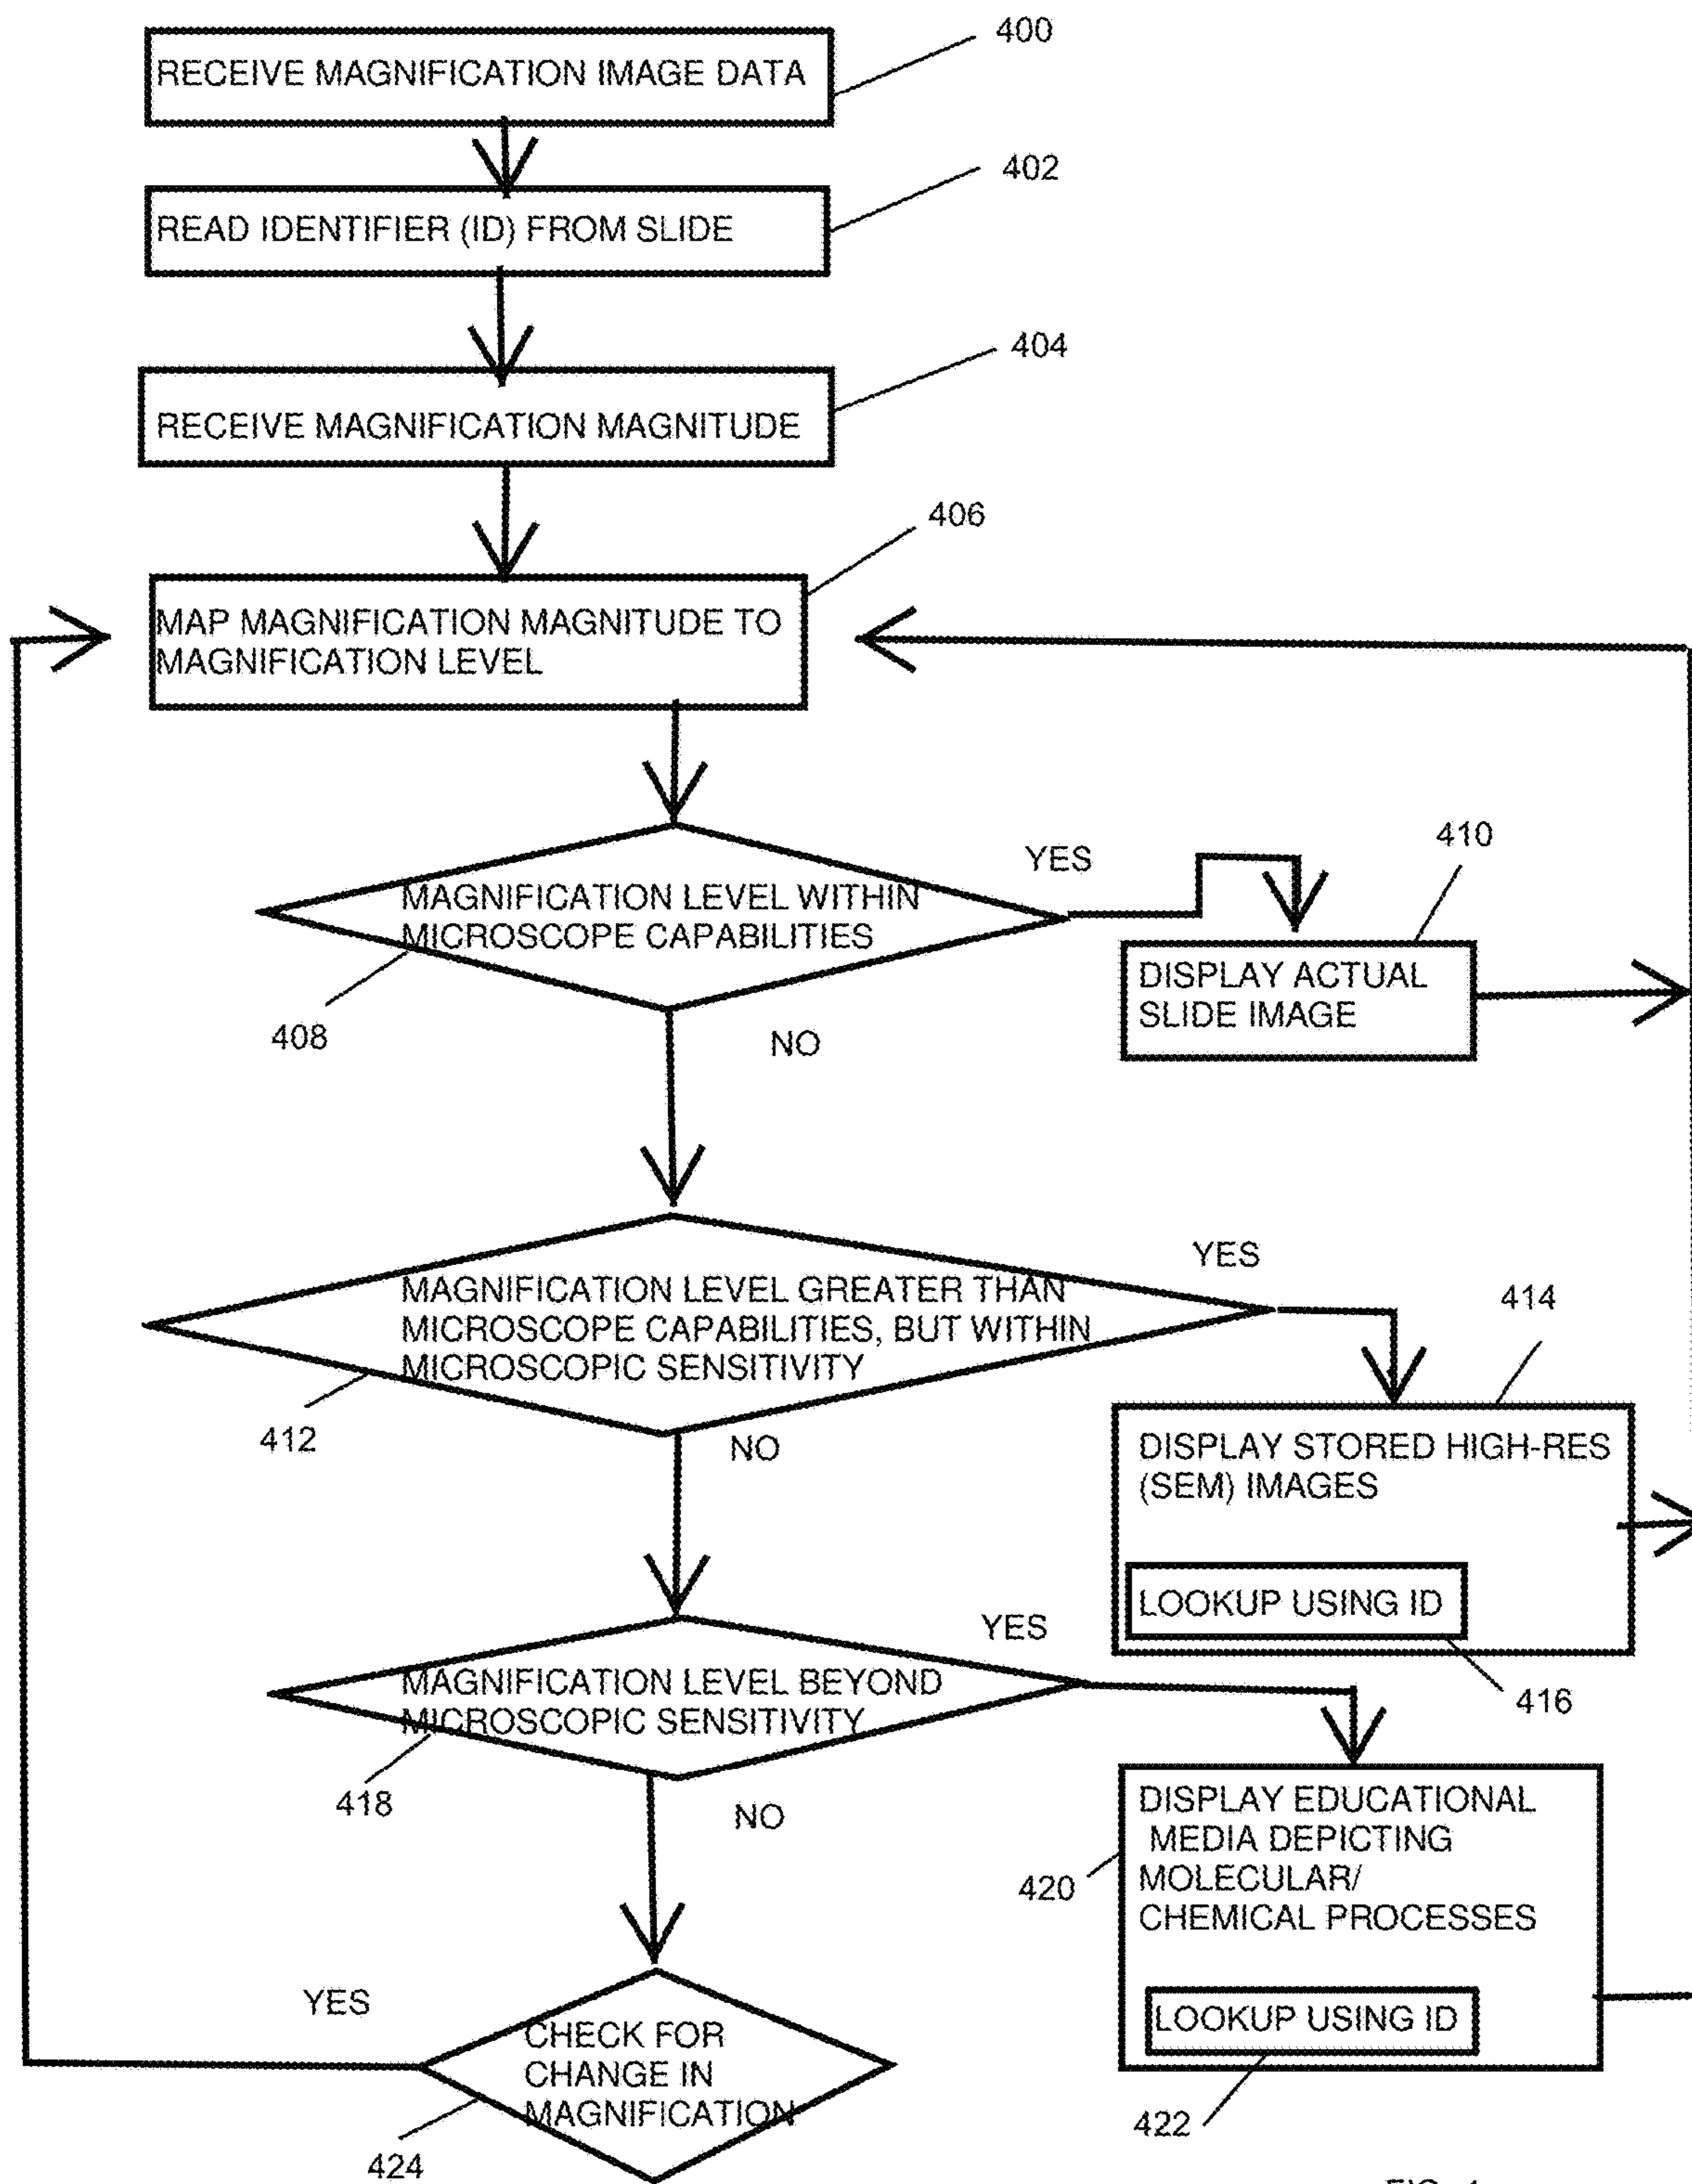 400
RECEIVE MAGNIFICATION IMAGE DATA
402
READ IDENTIFIER (ID) FROM SLIDE
404
RECEIVE MAGNIFICATION MAGNITUDE
406
MAP MAGNIFICATION MAGNITUDE TO
MAGNIFICATION LEVEL
408
MAGNIFICATION LEVEL WITHIN
MICROSCOPE CAPABILITIES
YES
NO
410
DISPLAY ACTUAL
SLIDE IMAGE
412
MAGNIFICATION LEVEL GREATER THAN
MICROSCOPE CAPABILITIES, BUT WITHIN
MICROSCOPIC SENSITIVITY
YES
NO
414
DISPLAY STORED HIGH-RES
(SEM) IMAGES
LOOKUP USING ID
416
418
MAGNIFICATION LEVEL BEYOND
MICROSCOPIC SENSITIVITY
YES
NO
420
DISPLAY EDUCATIONAL
MEDIA DEPICTING
MOLECULAR/
CHEMICAL PROCESSES
LOOKUP USING ID
422
YES
CHECK FOR
CHANGE IN
MAGNIFICATION
424